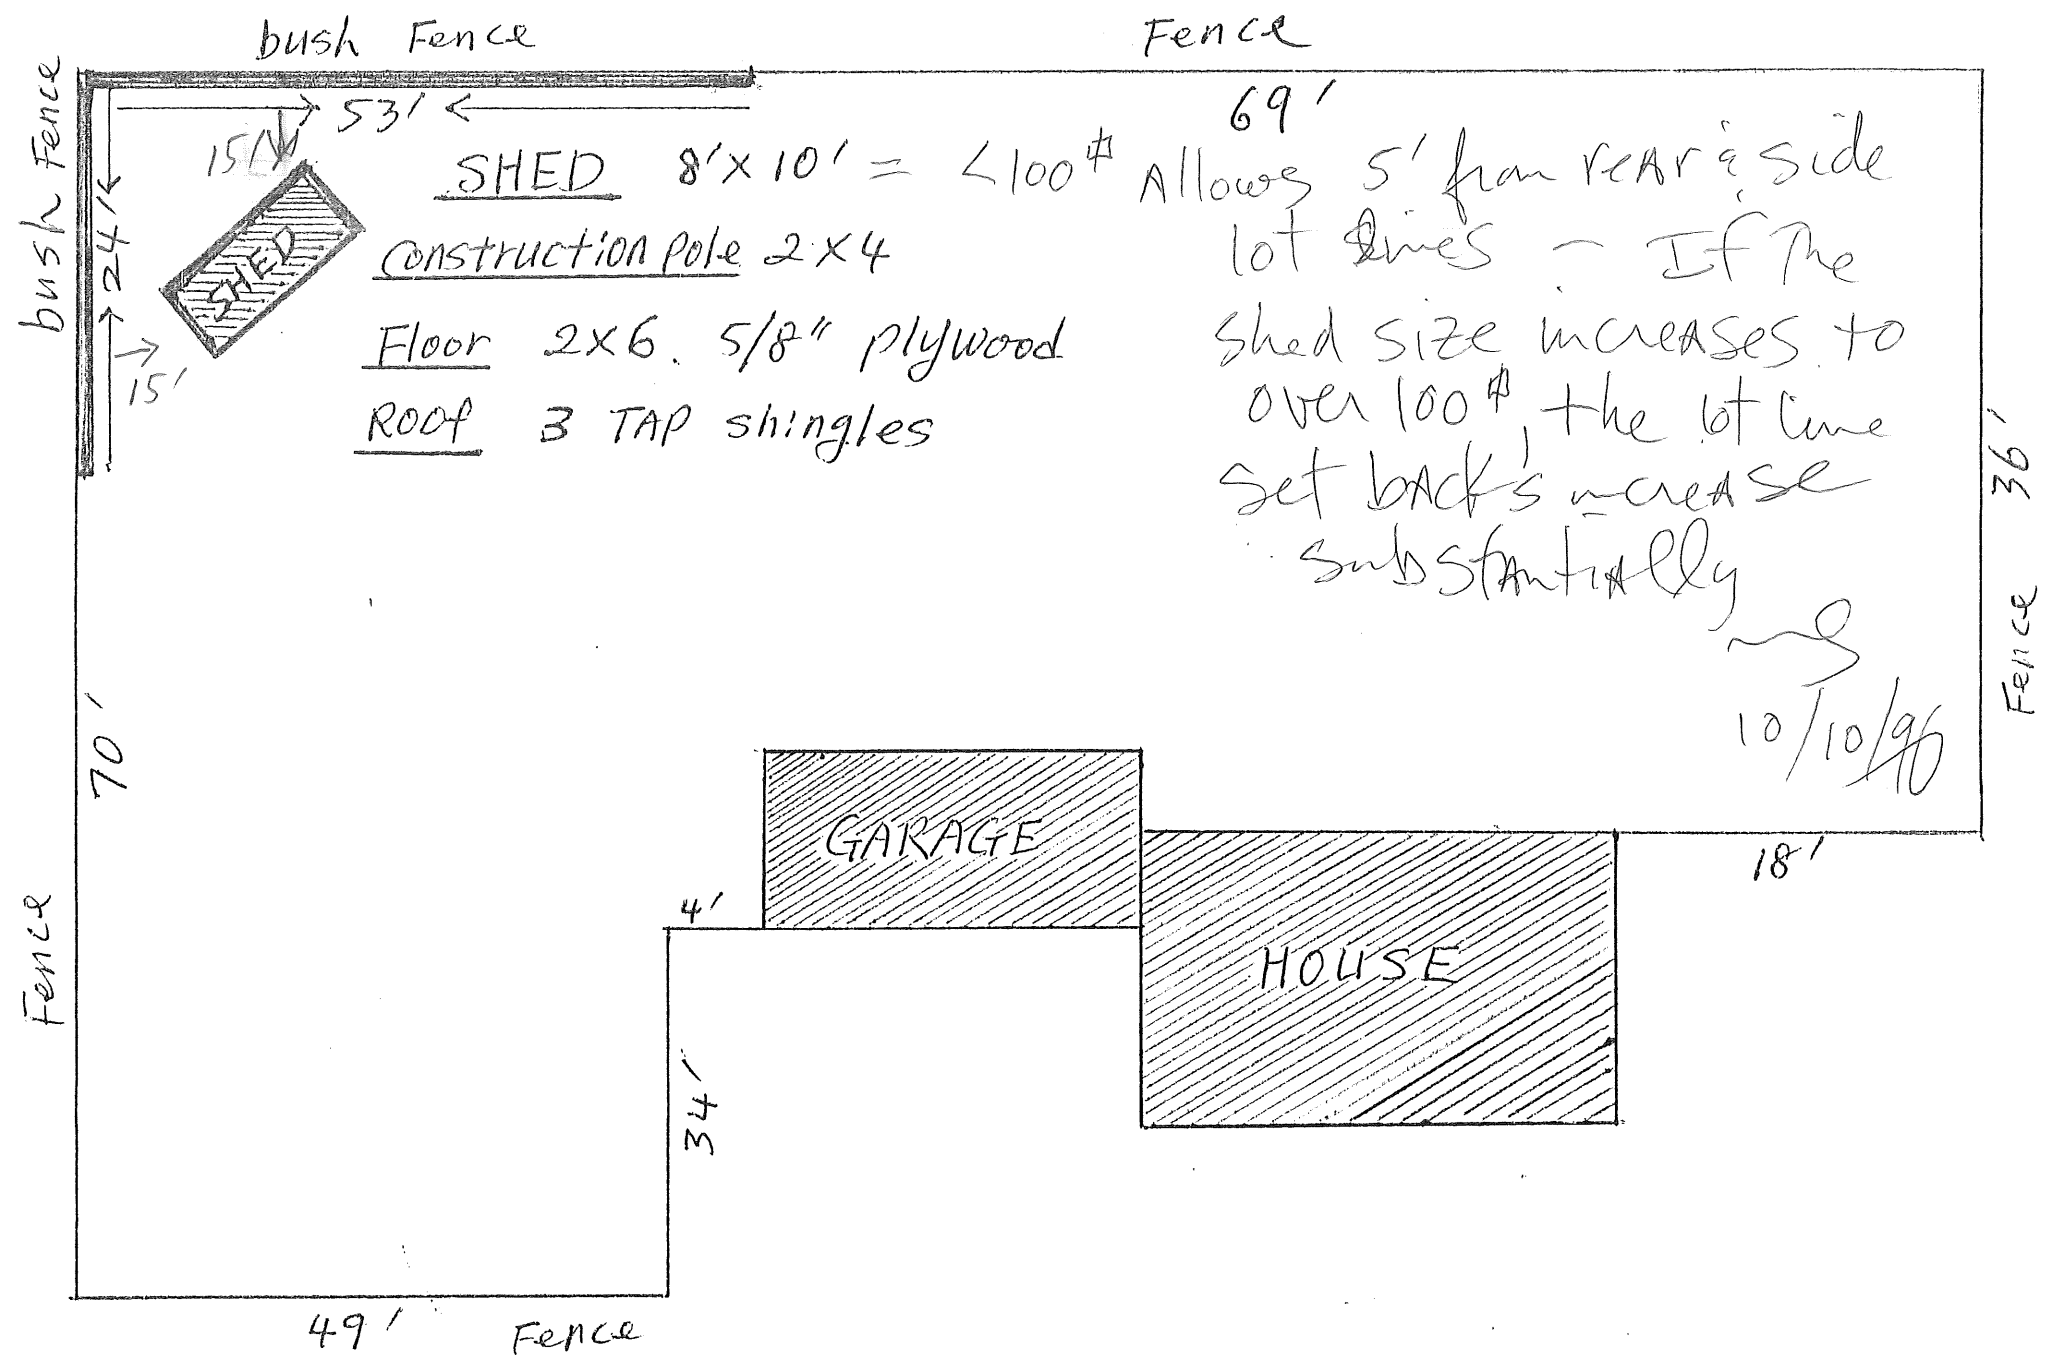 bush Fence
Fence
bush Fence
53'
69'
15'
24'
15'
SHED
SHED 8'x10' = <100⌗ Allows 5' from reAr & side
lot lines – If The
shed size increASes to
over 100⌗, the lot line
set bAck's increASe
substAntiAlly
10/10/96
construction pole 2x4
Floor 2x6. 5/8" plywood
Roof 3 TAP shingles
36'
Fence
70'
Fence
GARAGE
HOUSE
18'
4'
34'
49' Fence